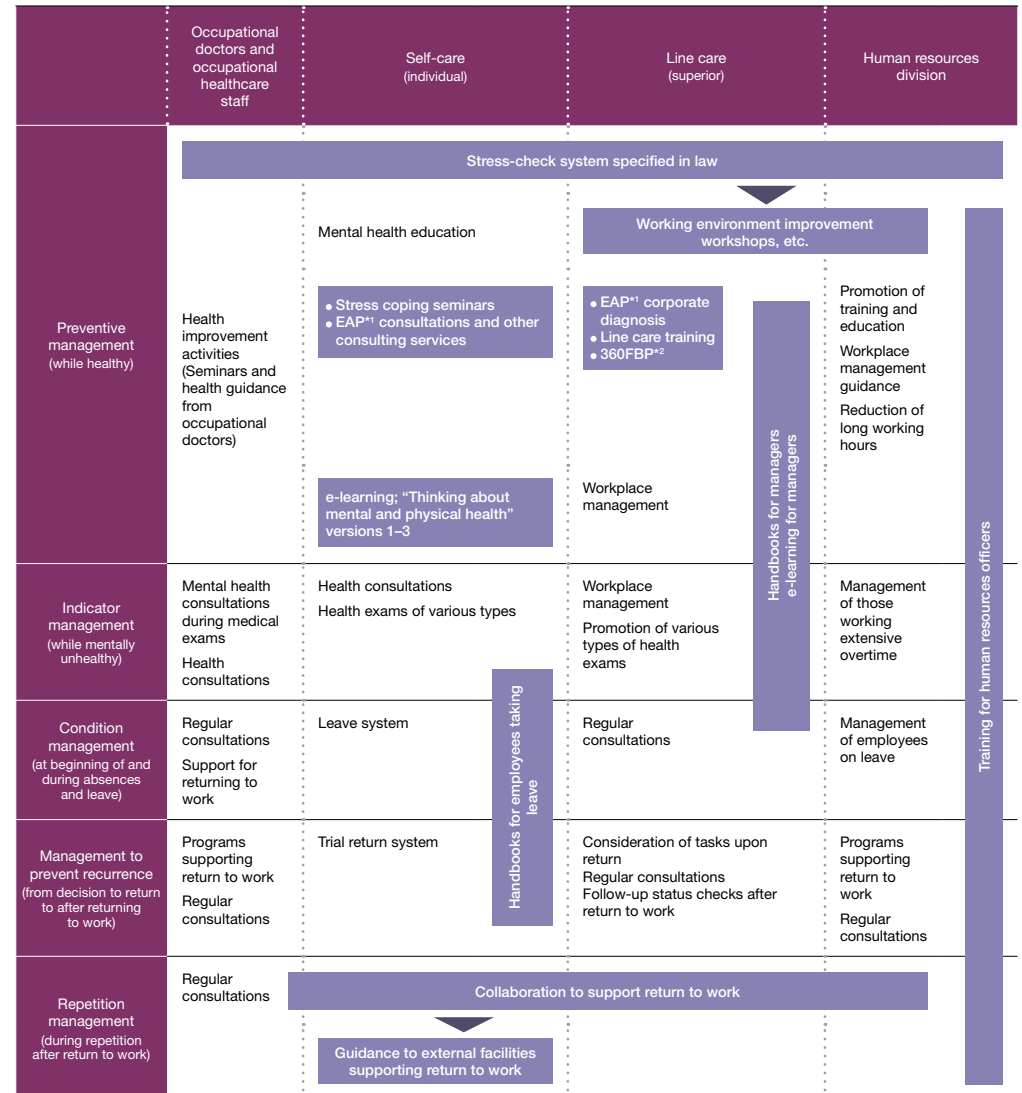 Occupational
doctors and
occupational
healthcare
staff
Self-care
(individual)
Line care
(superior)
Human resources
division
Preventive
management
(while healthy)
Stress-check system specified in law
Health
improvement
activities
(Seminars and
health guidance
from
occupational
doctors)
Mental health education
● Stress coping seminars
● EAP*1 consultations and other
consulting services
e-learning; “Thinking about
mental and physical health”
versions 1–3
Working environment improvement
workshops, etc.
● EAP*1 corporate
diagnosis
● Line care training
● 360FBP*2
Workplace
management
Handbooks for managers
e-learning for managers
Promotion of
training and
education
Workplace
management
guidance
Reduction of
long working
hours
Training for human resources officers
Indicator
management
(while mentally
unhealthy)
Mental health
consultations
during medical
exams
Health
consultations
Health consultations
Health exams of various types
Workplace
management
Promotion of various
types of health
exams
Management
of those
working
extensive
overtime
Handbooks for employees taking
leave
Condition
management
(at beginning of and
during absences
and leave)
Regular
consultations
Support for
returning to
work
Leave system
Regular
consultations
Management
of employees
on leave
Management to
prevent recurrence
(from decision to return
to after returning
to work)
Programs
supporting
return to work
Regular
consultations
Trial return system
Consideration of tasks upon
return
Regular consultations
Follow-up status checks after
return to work
Programs
supporting
return to
work
Regular
consultations
Repetition
management
(during repetition
after return to work)
Regular
consultations
Collaboration to support return to work
Guidance to external facilities
supporting return to work